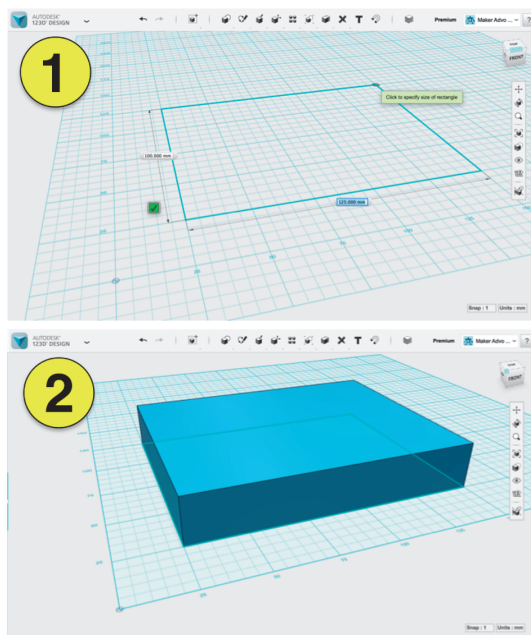 1
AUTODESK'
123D' DESIGN
T
Premium
Maker Advo ...
?
FRONT
Click to specify size of rectangle
100.000 mm
125.000 mm
Snap : 1
Units : mm
2
AUTODESK'
123D' DESIGN
T
Premium
Maker Advo ...
?
FRONT
Snap : 1
Units : mm